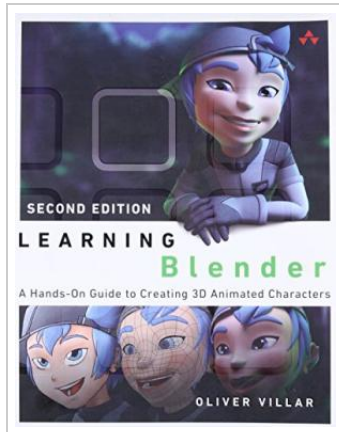 SECOND EDITION
LEARNING
Blender
A Hands-On Guide to Creating 3D Animated Characters
OLIVER VILLAR